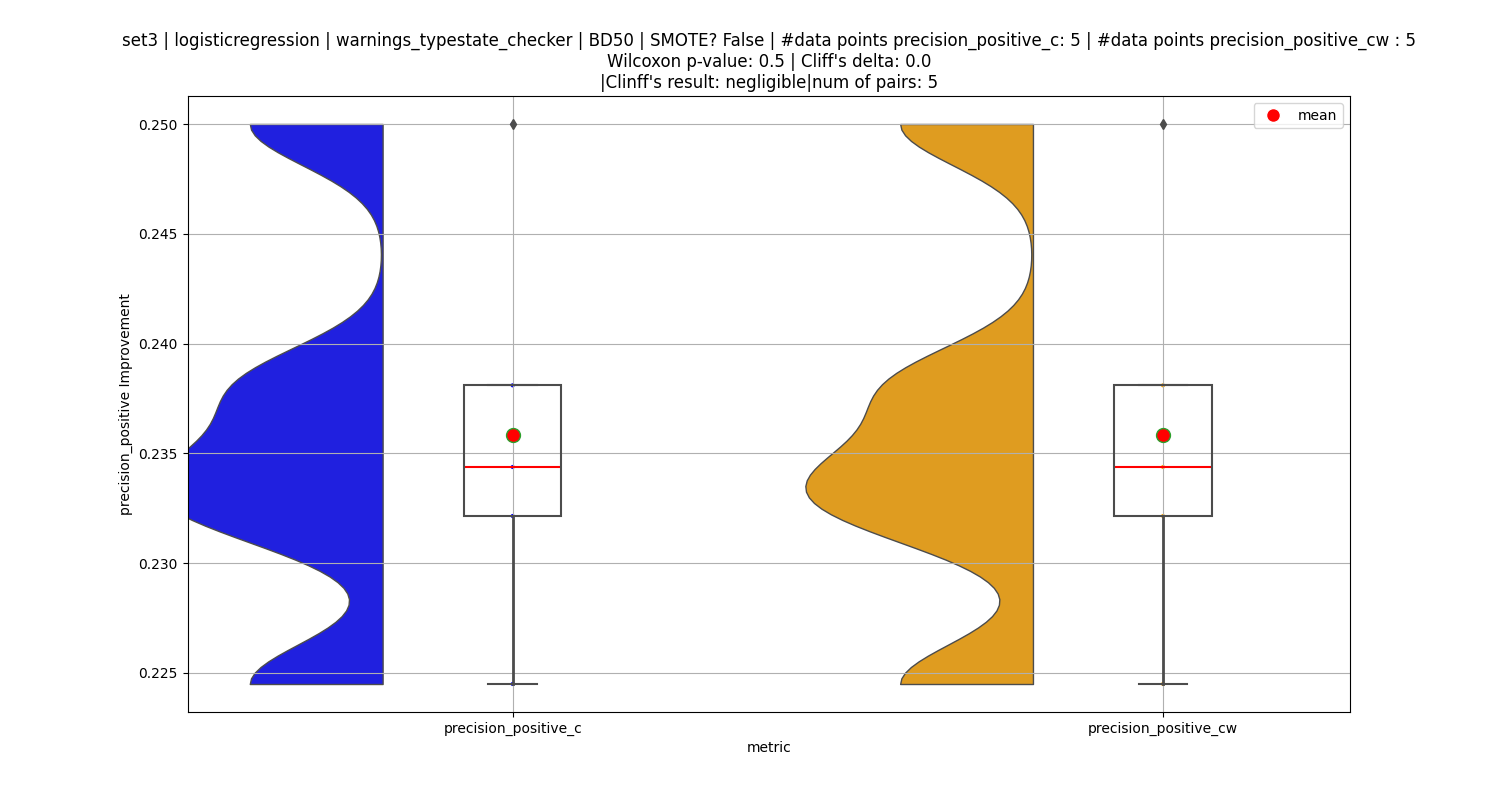 set3 | logisticregression | warnings_typestate_checker | BD50 | SMOTE? False | #data points precision_positive_c: 5 | #data points precision_positive_cw : 5
Wilcoxon p-value: 0.5 | Cliff's delta: 0.0
|Clinff's result: negligible|num of pairs: 5
mean
0.250
0.245
0.240
0.235
0.230
0.225
precision_positive Improvement
precision_positive_c
precision_positive_cw
metric